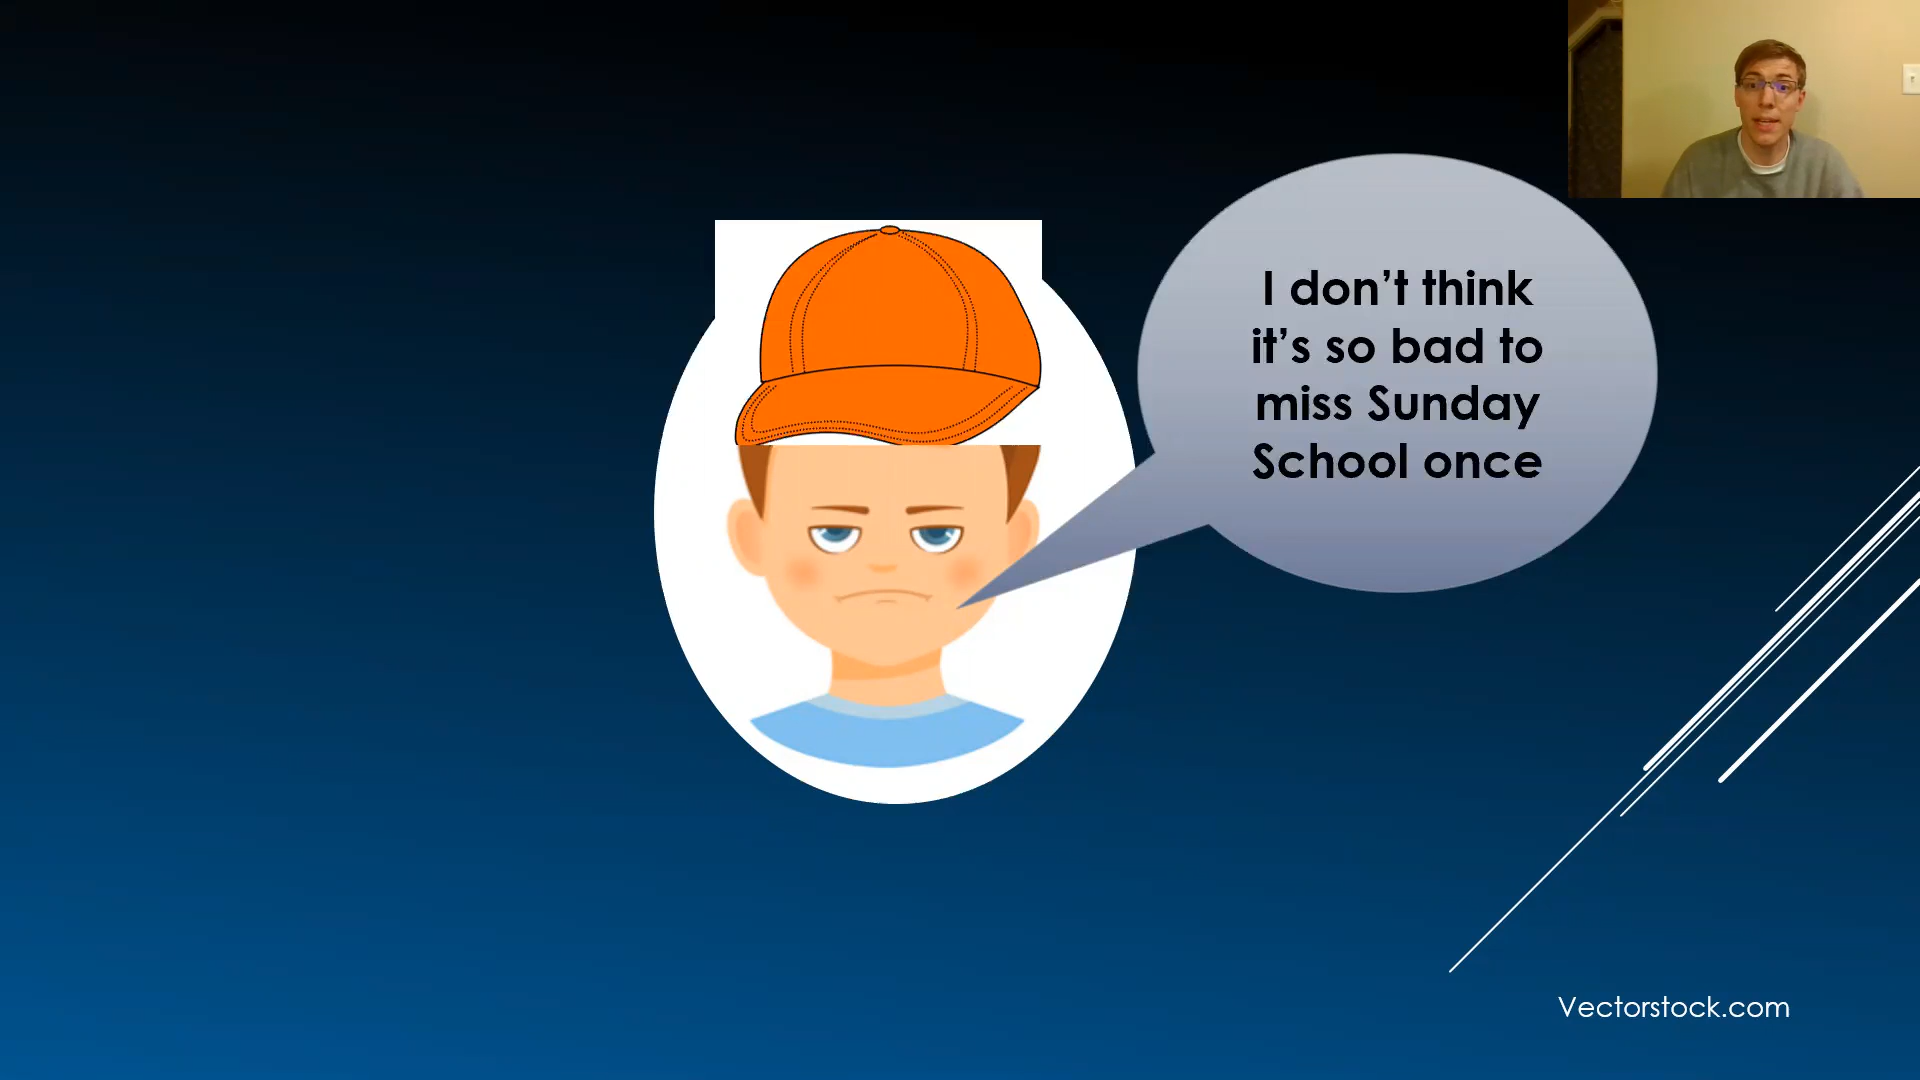 I don’t think
it’s so bad to
miss Sunday
School once
Vectorstock.com